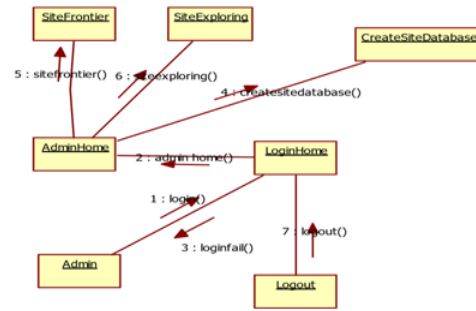 SiteFrontier
SiteExploring
CreateSiteDatabase
5 : sitefrontier()
6 : siteexploring()
4 : createsitedatabase()
AdminHome
LoginHome
2 : admin home()
1 : login()
3 : loginfail()
7 : logout()
Admin
Logout